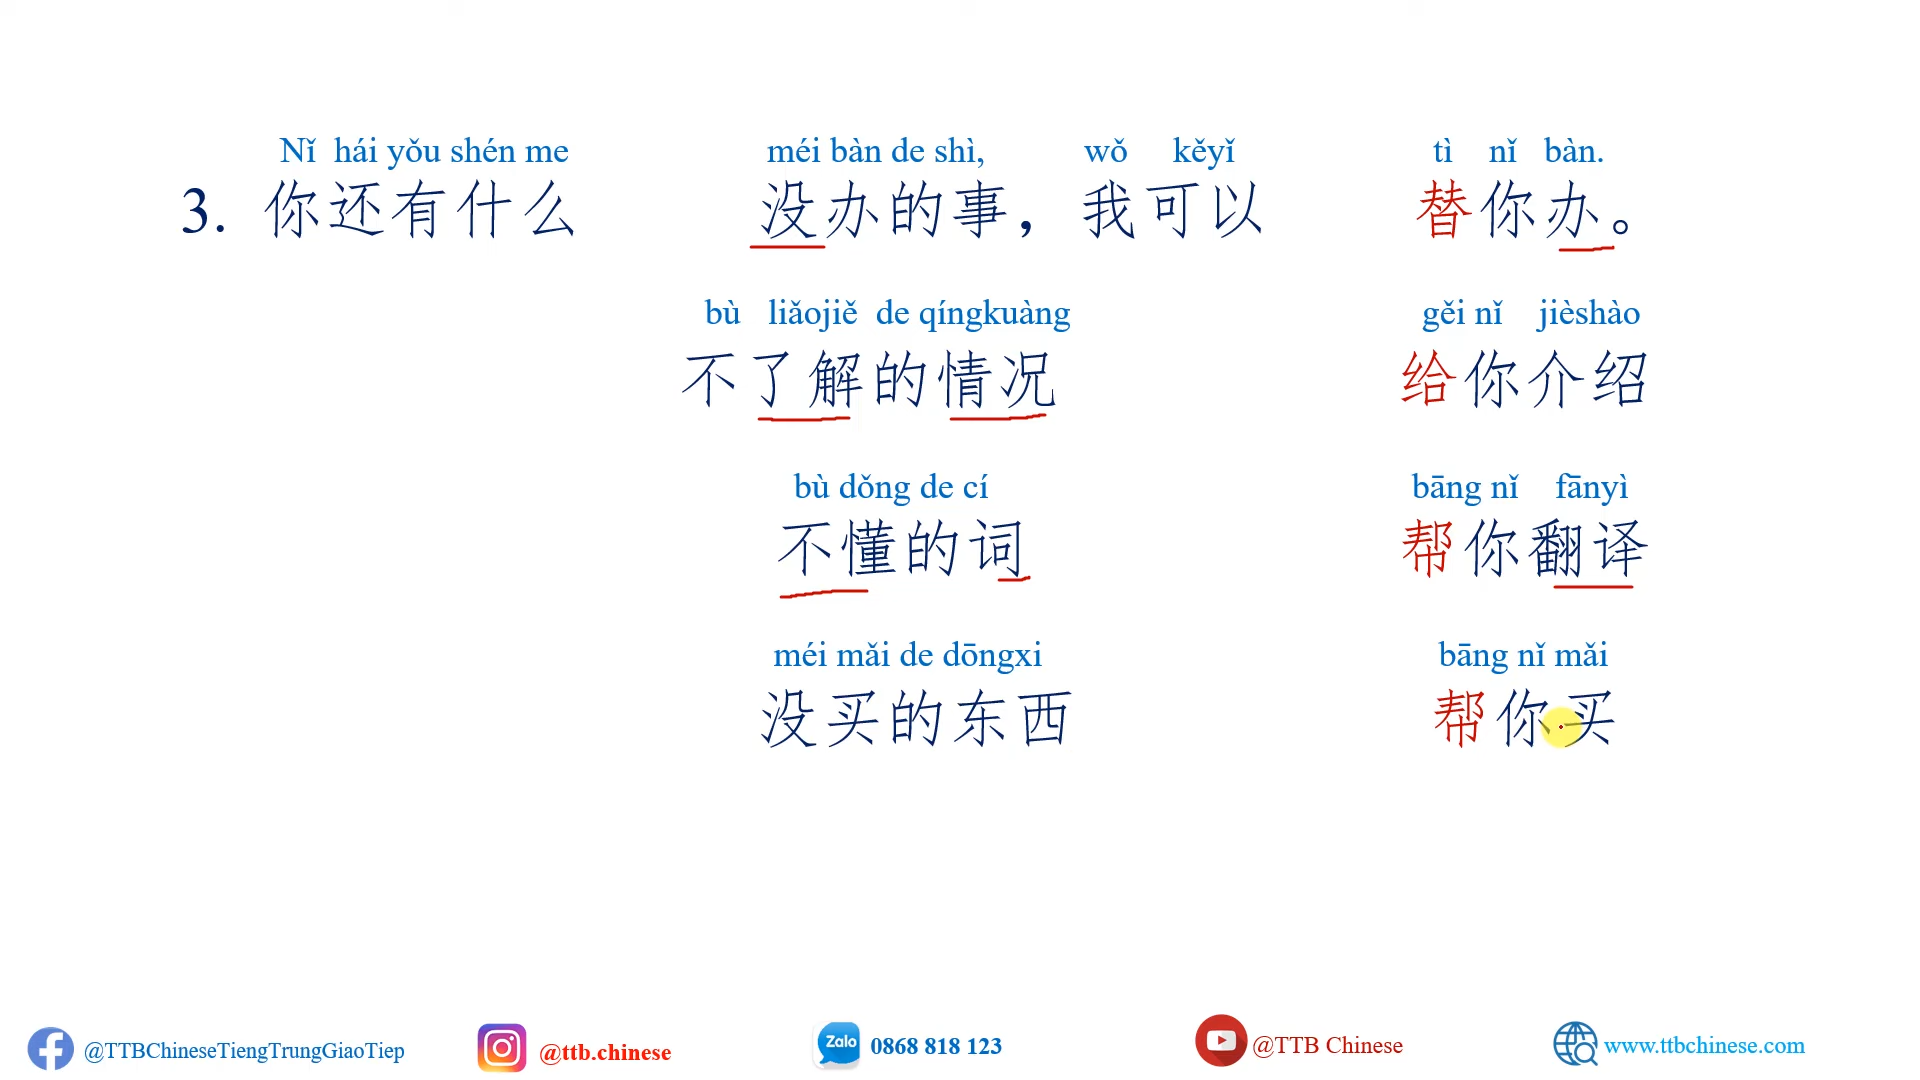 Nǐ hái yǒu shén me méi bàn de shì, wǒ kěyǐ tì nǐ bàn.
3. 你还有什么 没办的事，我可以 替你办。
bù liǎojiě de qíngkuàng gěi nǐ jièshào
不了解的情况 给你介绍
bù dǒng de cí bāng nǐ fānyì
不懂的词 帮你翻译
méi mǎi de dōngxi bāng nǐ mǎi
没买的东西 帮你买
@TTBChineseTiengTrungGiaoTiep @ttb.chinese Zalo 0868 818 123 @TTB Chinese www.ttbchinese.com